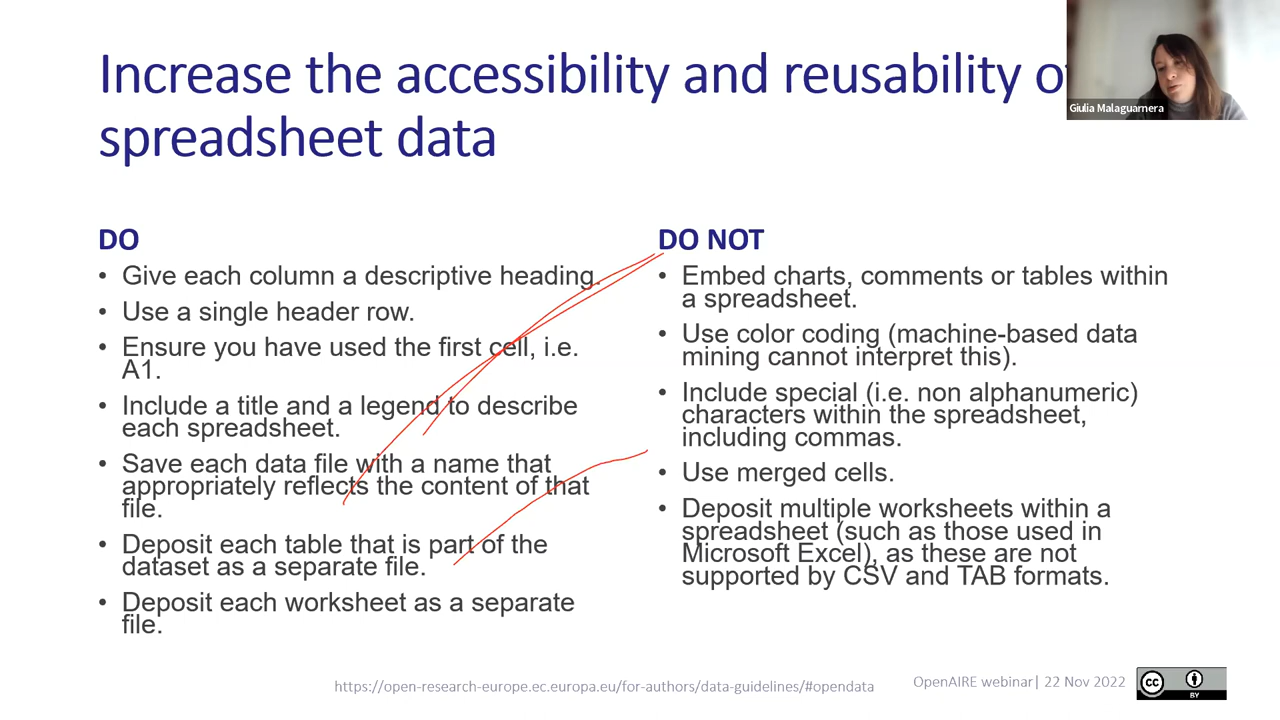 Increase the accessibility and reusability of
spreadsheet data
Giulia Malaguarnera
DO
• Give each column a descriptive heading.
• Use a single header row.
• Ensure you have used the first cell, i.e.
A1.
• Include a title and a legend to describe
each spreadsheet.
• Save each data file with a name that
appropriately reflects the content of that
file.
• Deposit each table that is part of the
dataset as a separate file.
• Deposit each worksheet as a separate
file.
DO NOT
• Embed charts, comments or tables within
a spreadsheet.
• Use color coding (machine-based data
mining cannot interpret this).
• Include special (i.e. non alphanumeric)
characters within the spreadsheet,
including commas.
• Use merged cells.
• Deposit multiple worksheets within a
spreadsheet (such as those used in
Microsoft Excel), as these are not
supported by CSV and TAB formats.
https://open-research-europe.ec.europa.eu/for-authors/data-guidelines/#opendata
OpenAIRE webinar| 22 Nov 2022
cc
BY